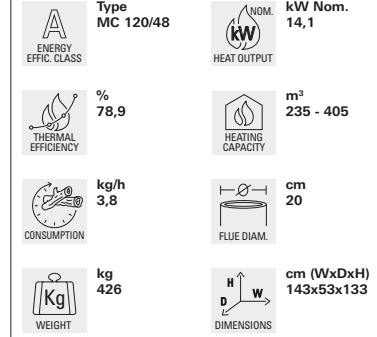 A
ENERGY
EFFIC. CLASS
Type
MC 120/48
NOM.
kW
HEAT OUTPUT
kW Nom.
14,1
THERMAL
EFFICIENCY
%
78,9
HEATING
CAPACITY
m³
235 - 405
CONSUMPTION
kg/h
3,8
Ø
FLUE DIAM.
cm
20
Kg
WEIGHT
kg
426
H
W
D
DIMENSIONS
cm (WxDxH)
143x53x133